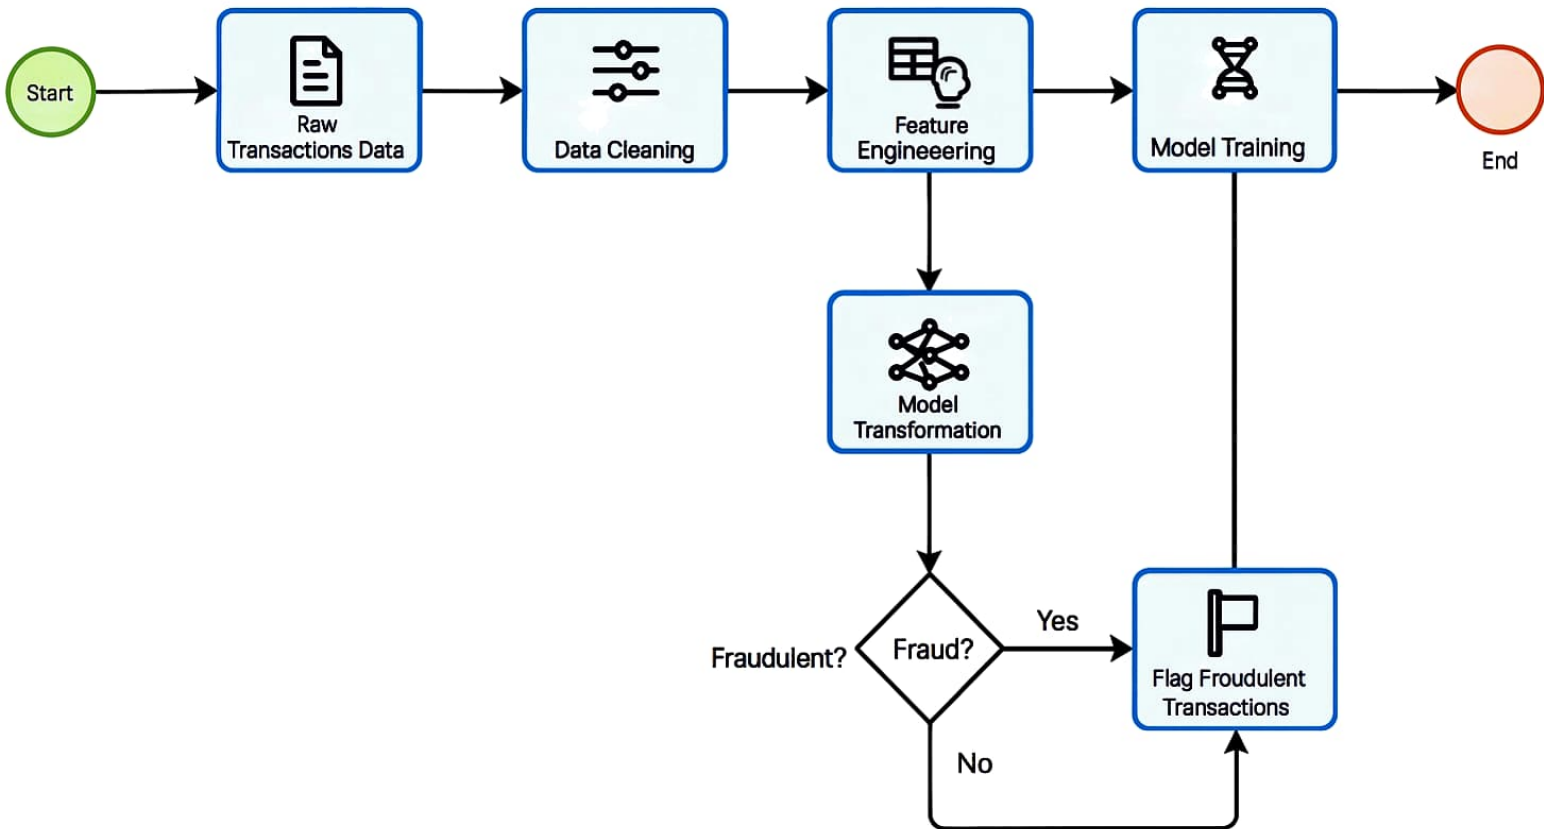 Start
Raw
Transactions Data
Data Cleaning
Feature
Engineeering
Model Training
End
Model
Transformation
Fraudulent?
Fraud?
Yes
Flag Froudulent
Transactions
No